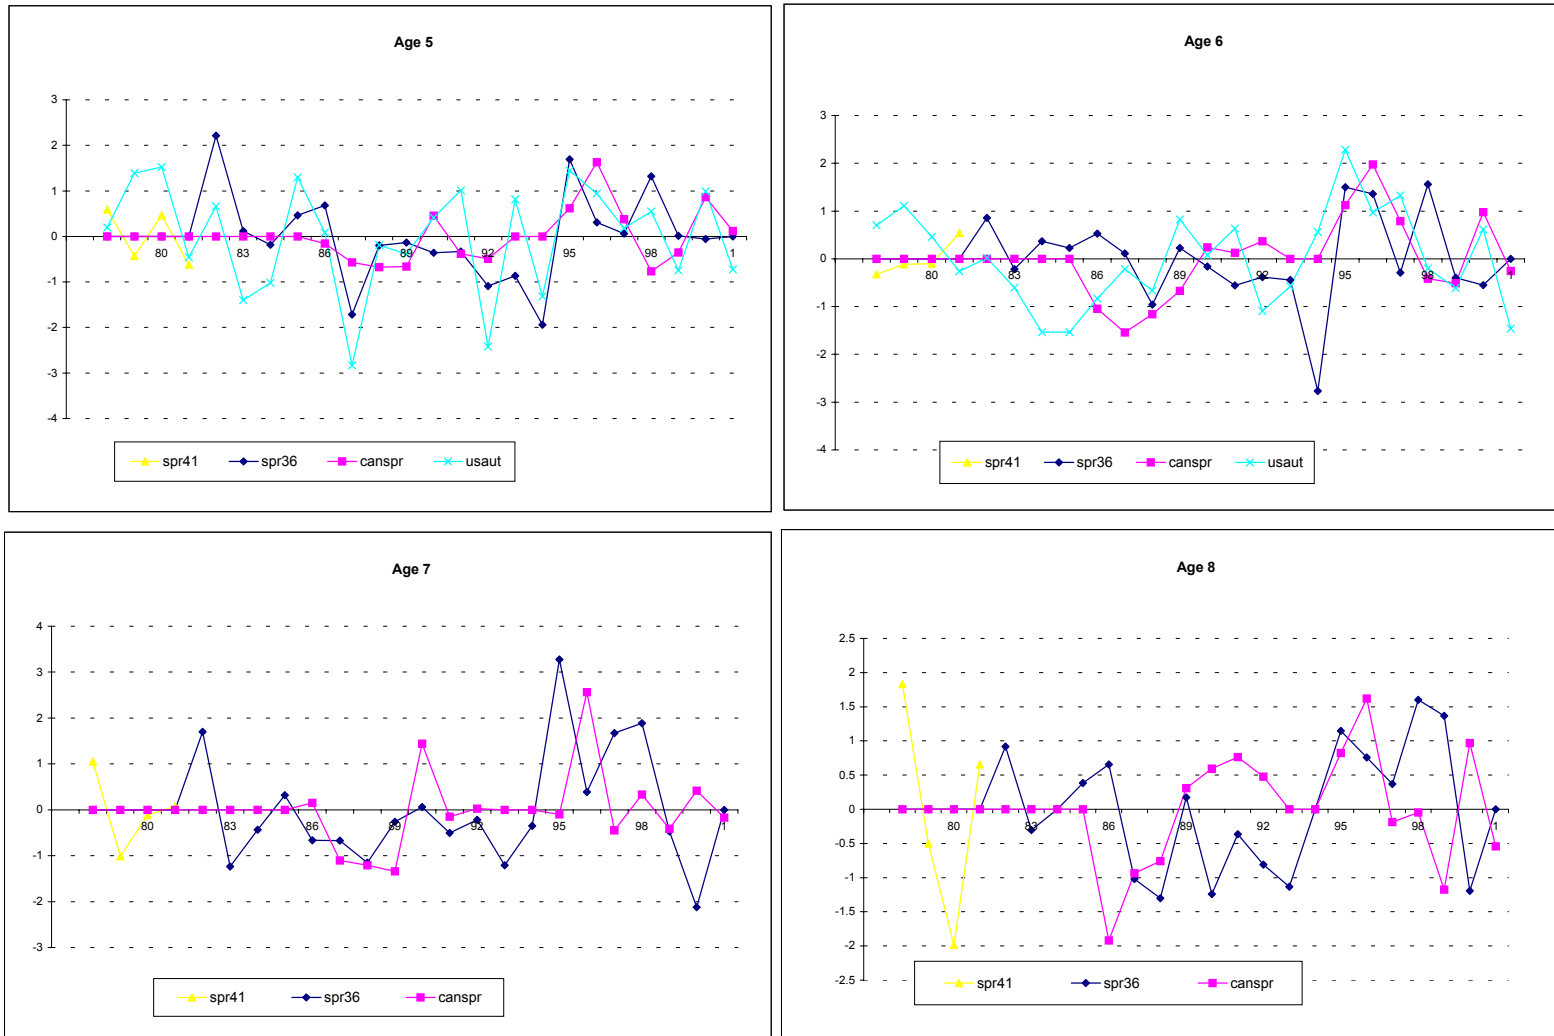 Age 5
3
2
1
0
-1
-2
-3
-4
80 83 86 89 92 95 98 1
spr41 spr36 canspr usaut
Age 6
3
2
1
0
-1
-2
-3
-4
80 83 86 89 92 95 98 1
spr41 spr36 canspr usaut
Age 7
4
3
2
1
0
-1
-2
-3
80 83 86 89 92 95 98 1
spr41 spr36 canspr
Age 8
2.5
2
1.5
1
0.5
0
-0.5
-1
-1.5
-2
-2.5
80 83 86 89 92 95 98 1
spr41 spr36 canspr